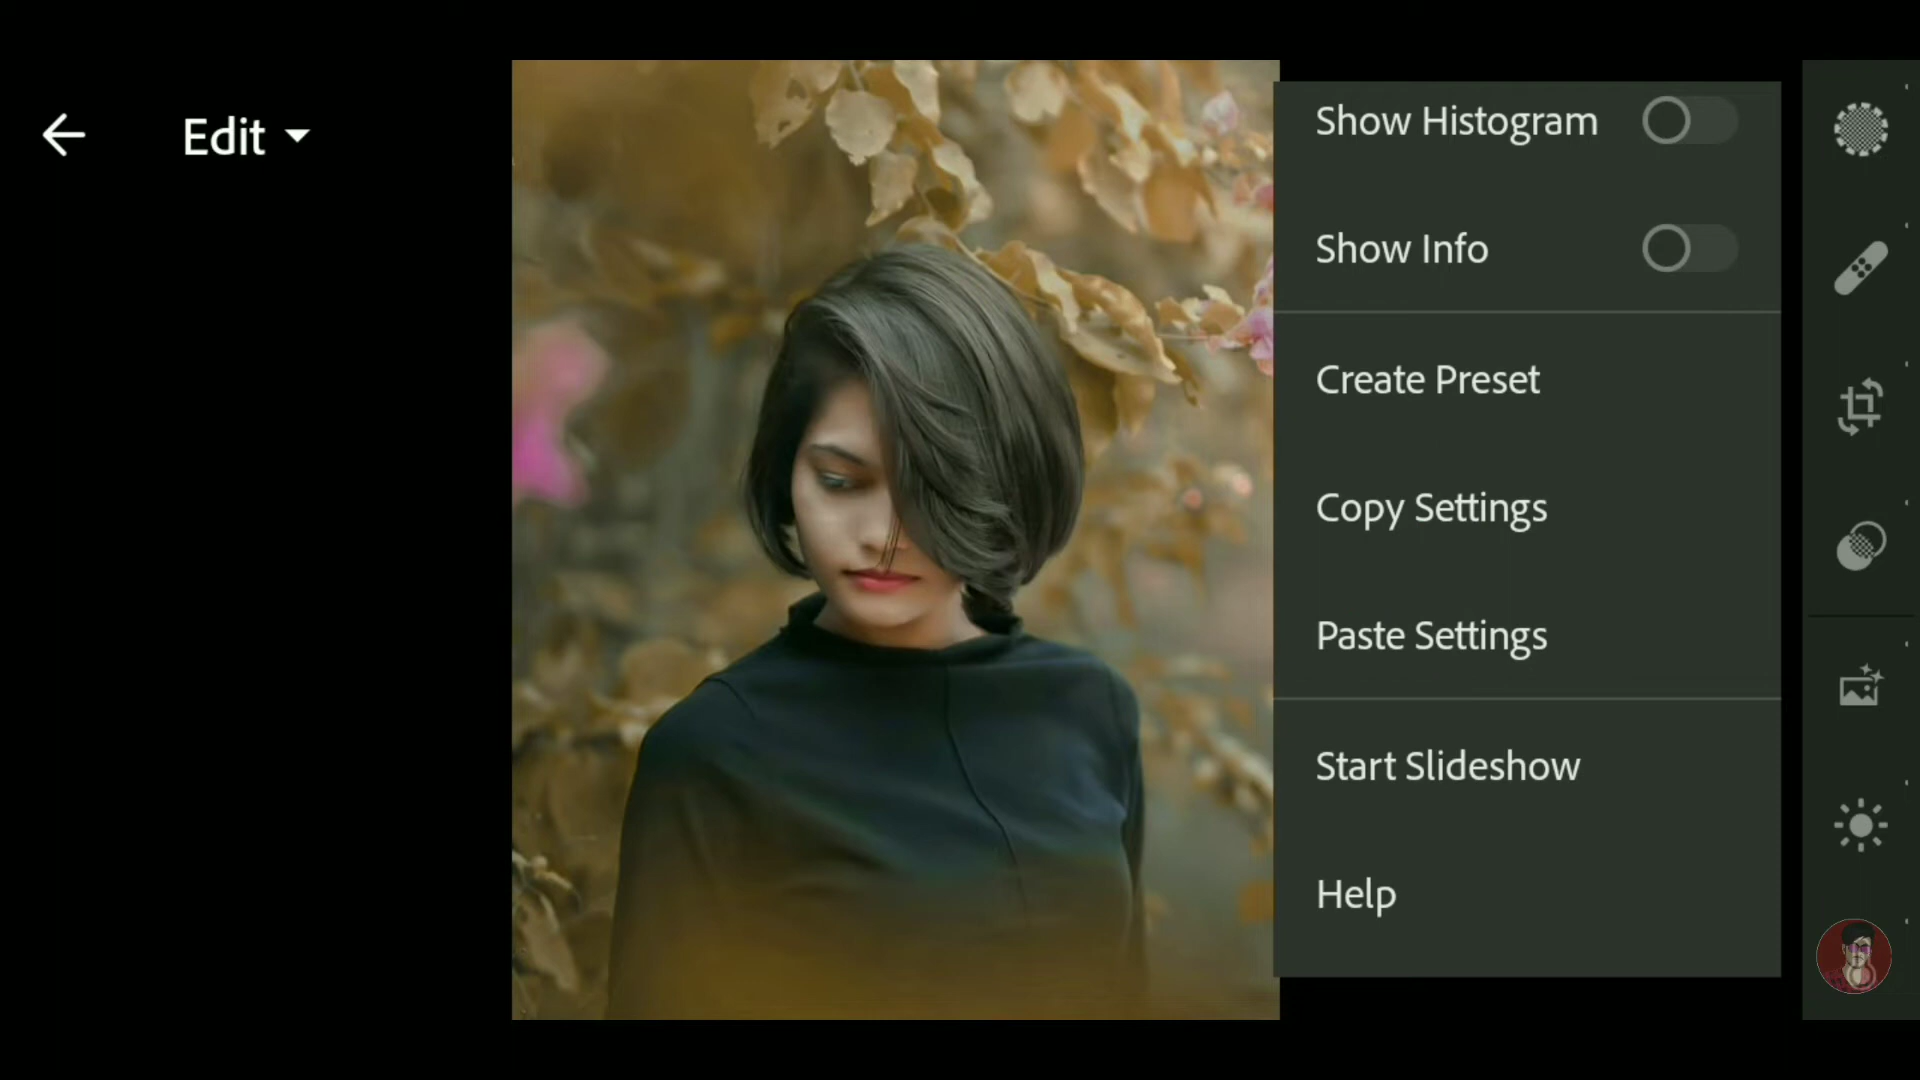 Edit
Show Histogram
Show Info
Create Preset
Copy Settings
Paste Settings
Start Slideshow
Help